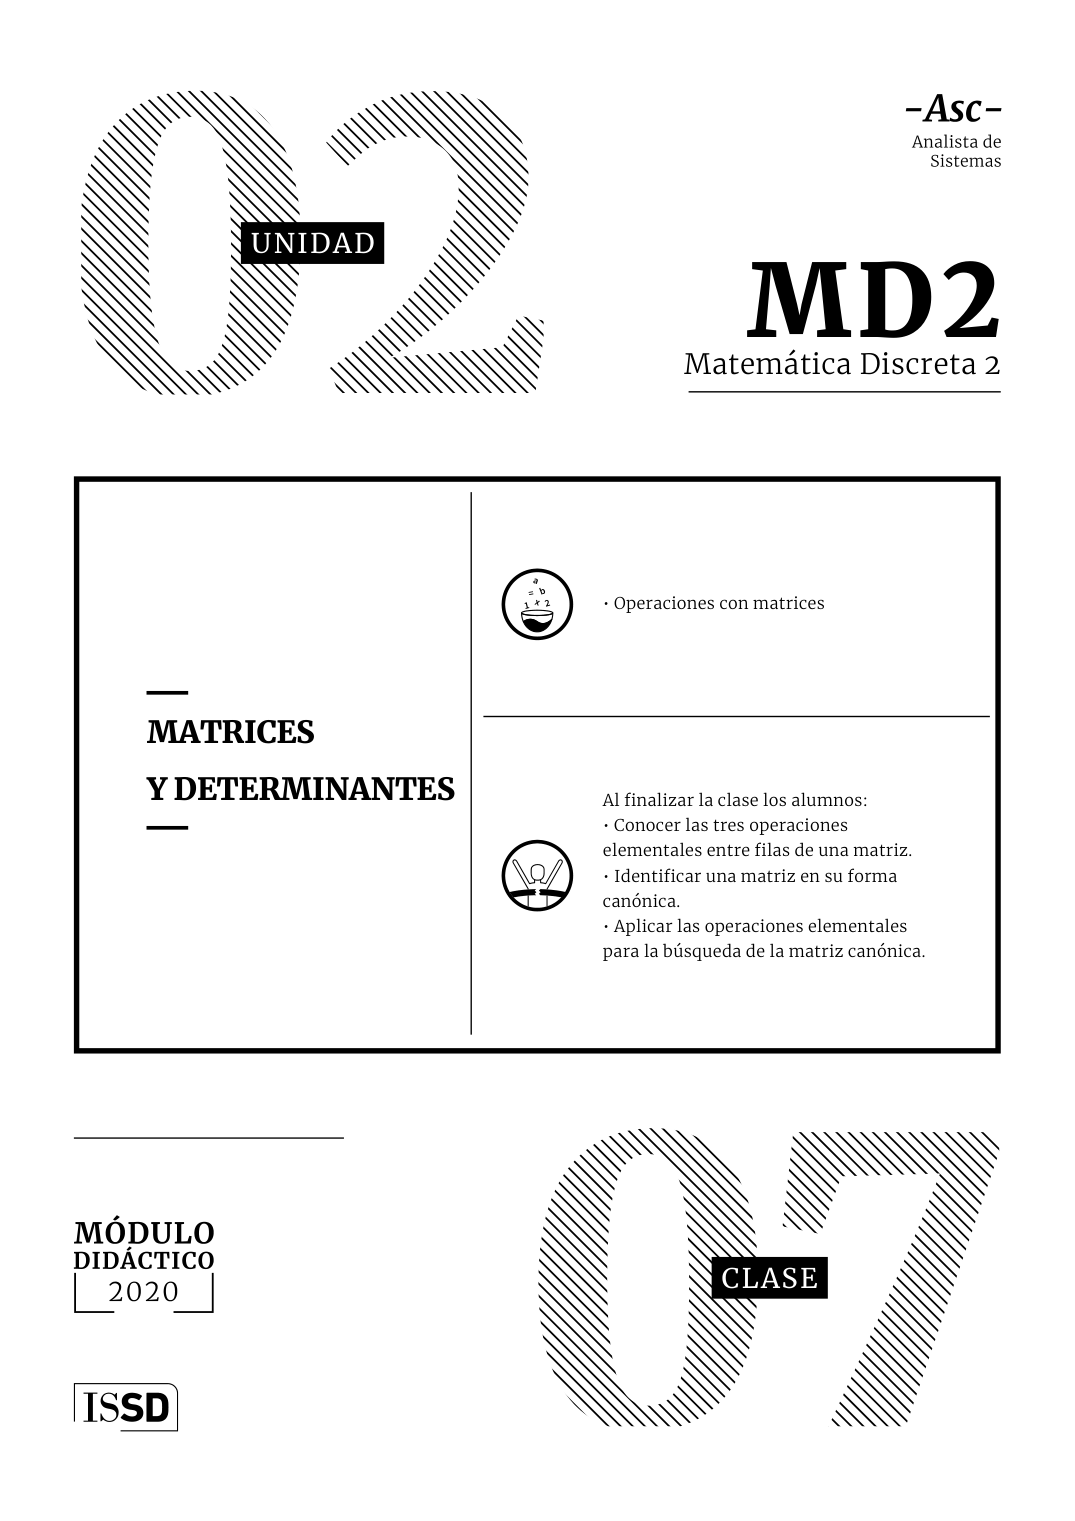 02
UNIDAD
-Asc-
Analista de
Sistemas
MD2
Matemática Discreta 2
MATRICES
Y DETERMINANTES
a
= b
1 + 2
• Operaciones con matrices
Al finalizar la clase los alumnos:
• Conocer las tres operaciones
elementales entre filas de una matriz.
• Identificar una matriz en su forma
canónica.
• Aplicar las operaciones elementales
para la búsqueda de la matriz canónica.
MÓDULO
DIDÁCTICO
2020
ISSD
07
CLASE